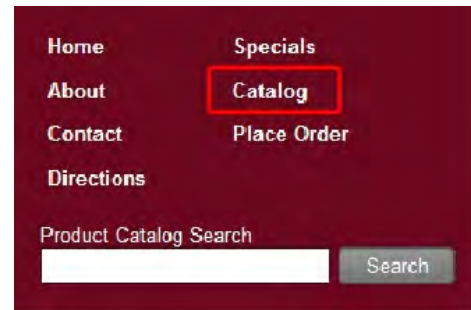 Home Specials
About Catalog
Contact Place Order
Directions
Product Catalog Search
Search